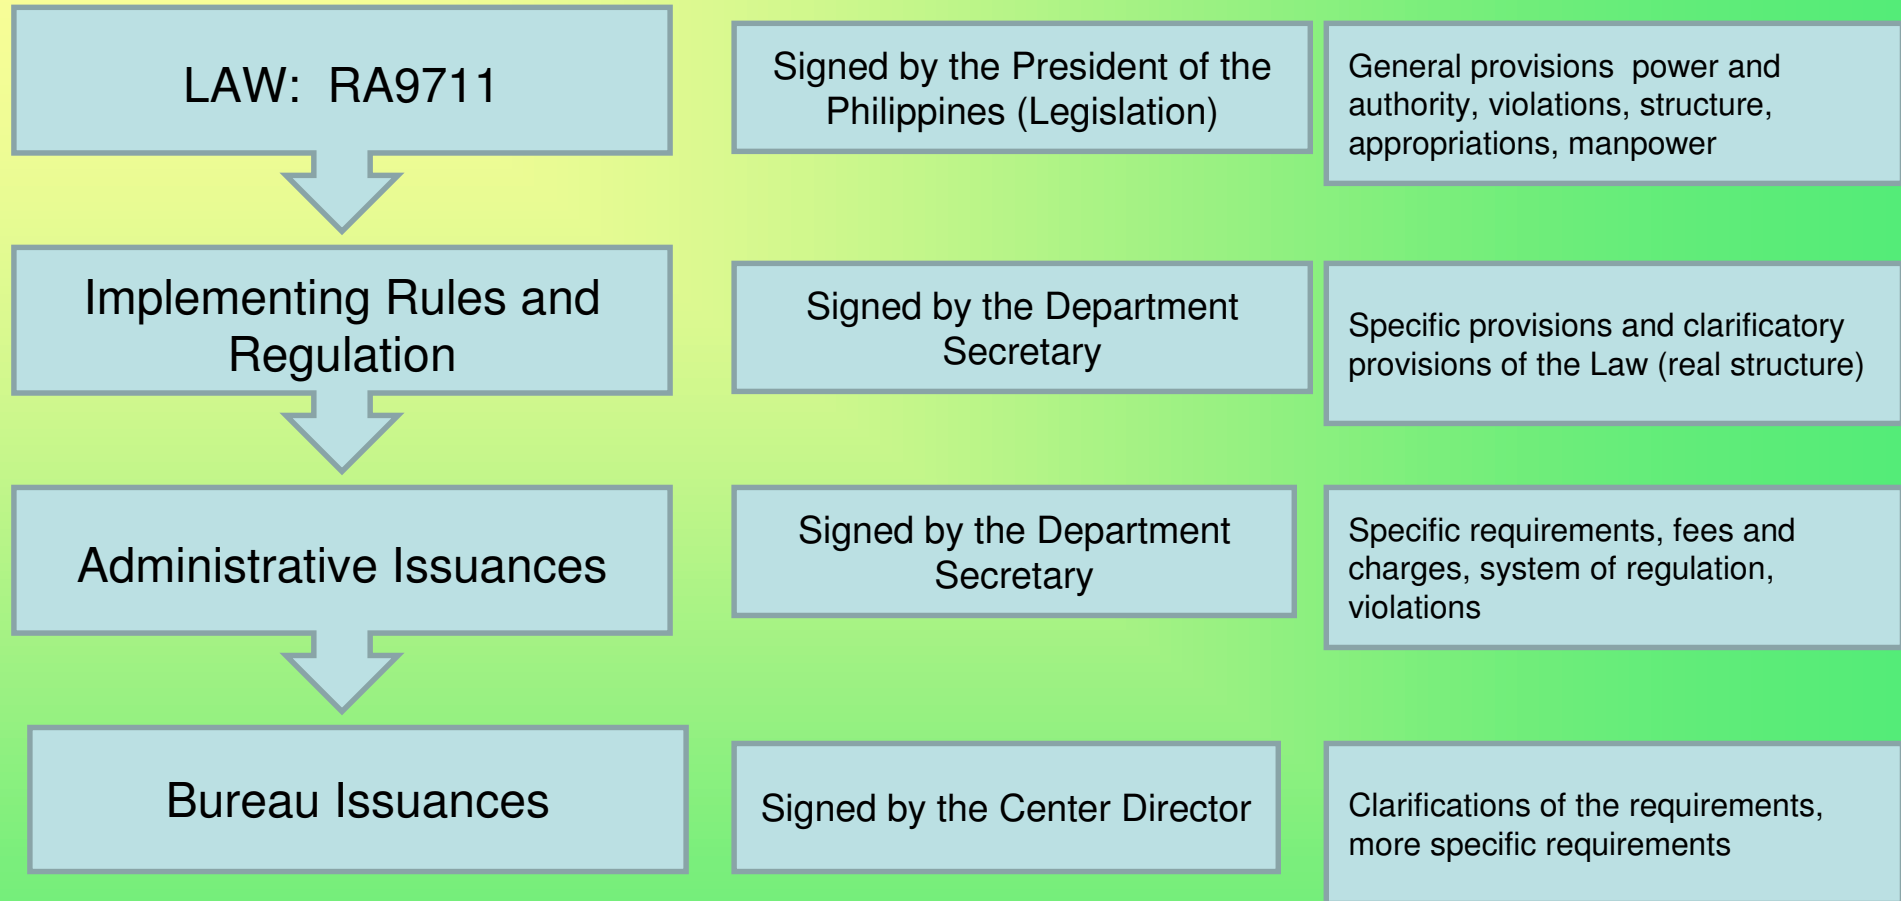 LAW: RA9711
Signed by the President of the
Philippines (Legislation)
General provisions power and
authority, violations, structure,
appropriations, manpower
Implementing Rules and
Regulation
Signed by the Department
Secretary
Specific provisions and clarificatory
provisions of the Law (real structure)
Administrative Issuances
Signed by the Department
Secretary
Specific requirements, fees and
charges, system of regulation,
violations
Bureau Issuances
Signed by the Center Director
Clarifications of the requirements,
more specific requirements